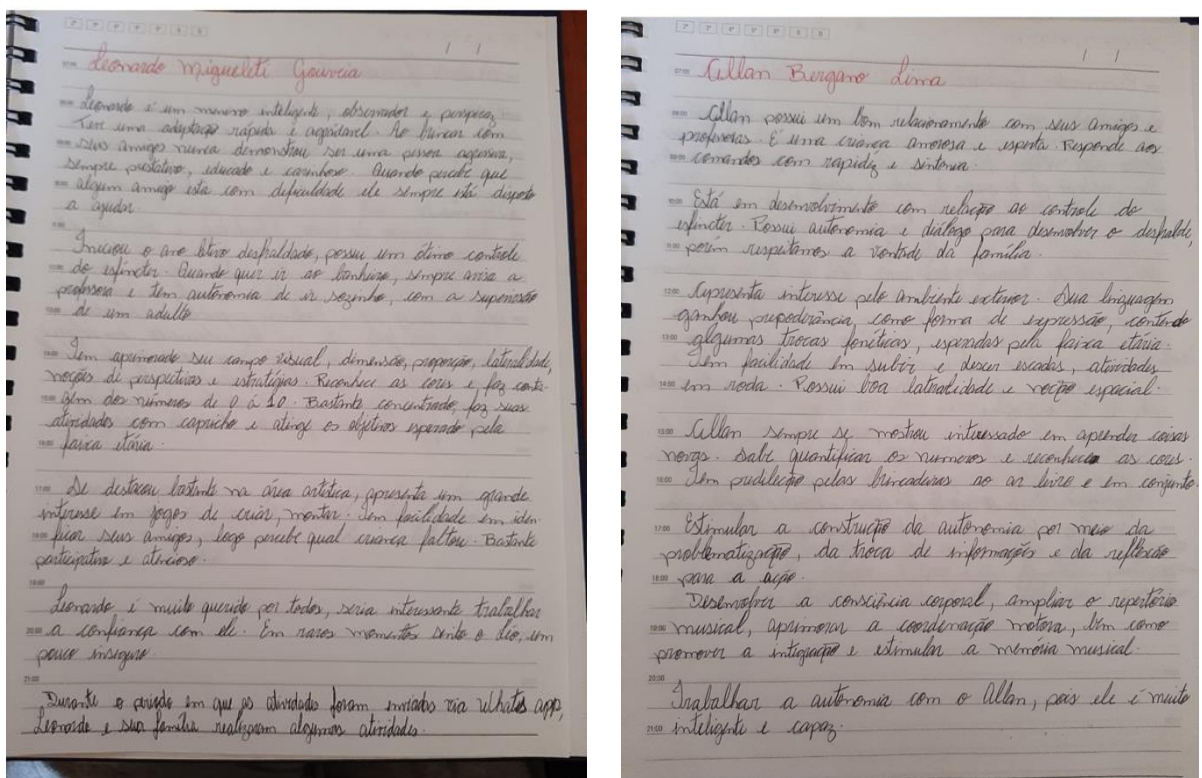 Leonardo Migueleti Gouveia
Leonardo é um menino inteligente, observador e perspicaz,
Tem uma adaptação rápida e agradável. Ao brincar com
seus amigos nunca demonstrou ser uma pessoa agressiva,
sempre prestativo, educado e carinhoso. Quando percebe que
algum amigo esta com dificuldade ele sempre está disposto
a ajudar.
Iniciou o ano letivo desfraldado, possui um ótimo controle
do esfíncter. Quando quer ir ao banheiro, sempre avisa a
professora e tem autonomia de ir sozinho, com a supervisão
de um adulto.
Tem aprimorado seu campo visual, dimensão, proporção, lateralidade,
noções de perspectivas e estratégias. Reconhece as cores e faz conta-
gem dos números de 0 á 10. Bastante concentrado, faz suas
atividades com capricho e atinge os objetivos esperado pela
faixa etária.
Se destacou bastante na área artística, apresenta um grande
interesse em jogos de criar, montar. Tem facilidade em iden-
ficar seus amigos, logo percebe qual criança faltou. Bastante
participativo e atencioso.
Leonardo é muito querido por todos, seria interessante trabalhar
a confiança com ele. Em raros momentos sinto o Léo, um
pouco inseguro.
Durante o período em que as atividades foram enviadas via Whats app,
Leonardo e sua família realizaram algumas atividades.
Allan Bergano Lima
Allan possui um bom relacionamento com seus amigos e
professoras. É uma criança amorosa e esperta. Responde aos
comandos com rapidéz e sintonia.
Está em desenvolvimento com relação ao controle do
esfíncter. Possui autonomia e diálogo para desenvolver o desfralde,
porém respeitamos a vontade da família.
Apresenta interesse pelo ambiente exterior. Sua linguagem
ganhou prepoderância, como forma de expressão, contendo
algumas trocas fonéticas, esperadas pela faixa etária.
Tem facilidade em subir e descer escadas, atividades
em roda. Possui boa lateralidade e noção espacial.
Allan sempre se mostrou interessado em aprender coisas
novas. Sabe quantificar os números e reconhece as cores.
Tem predileção pelas brincadeiras ao ar livre e em conjunto.
Estimular a construção da autonomia por meio da
problematização, da troca de informações e da reflexão
para a ação.
Desenvolver a consciência corporal, ampliar o repertório
musical, aprimorar a coordenação motora, bem como
promover a integração e estimular a memória musical.
Trabalhar a autonomia com o Allan, pois ele é muito
inteligente e capaz.